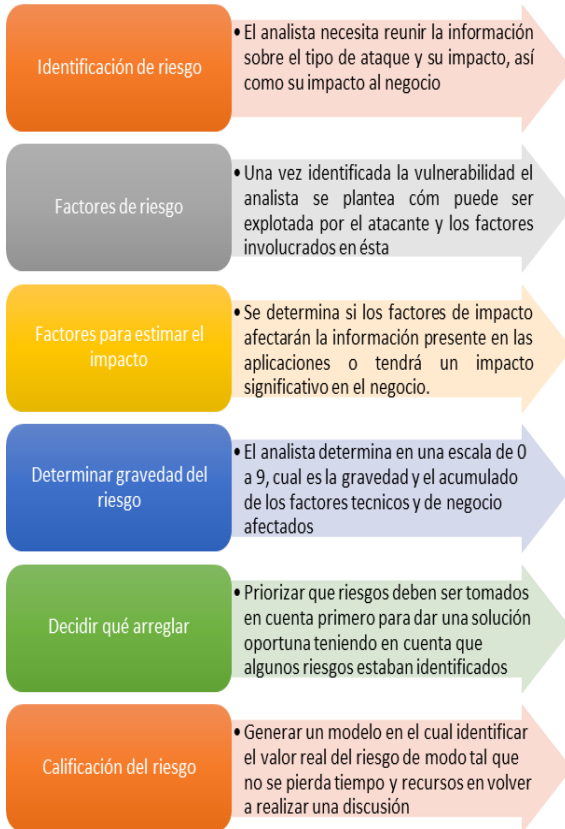 Identificación de riesgo
• El analista necesita reunir la información
sobre el tipo de ataque y su impacto, así
como su impacto al negocio
Factores de riesgo
• Una vez identificada la vulnerabilidad el
analista se plantea cóm puede ser
explotada por el atacante y los factores
involucrados en ésta
Factores para estimar el
impacto
• Se determina si los factores de impacto
afectarán la información presente en las
aplicaciones o tendrá un impacto
significativo en el negocio.
Determinar gravedad del
riesgo
• El analista determina en una escala de 0
a 9, cual es la gravedad y el acumulado
de los factores tecnicos y de negocio
afectados
Decidir qué arreglar
• Priorizar que riesgos deben ser tomados
en cuenta primero para dar una solución
oportuna teniendo en cuenta que
algunos riesgos estaban identificados
Calificación del riesgo
• Generar un modelo en el cual identificar
el valor real del riesgo de modo tal que
no se pierda tiempo y recursos en volver
a realizar una discusión